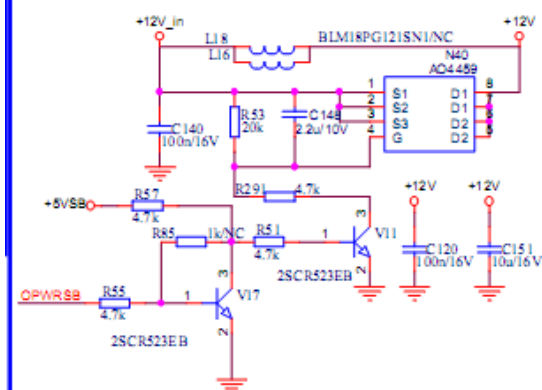 +12V_in
+12V
L18
BLM18PG121SN1/NC
L16
N40
AO4459
1
S1
D1
8
2
S2
D1
7
3
S3
D2
6
4
G
D2
5
R53
20k
C148
2.2u/10V
C140
100n/16V
R291
4.7k
+12V
+12V
R57
+5VSB
4.7k
R85
1k/NC
R51
4.7k
1
3
V11
2
2SCR523EB
C120
100n/16V
C151
10u/16V
OPWRSB
R55
4.7k
1
3
V17
2
2SCR523EB